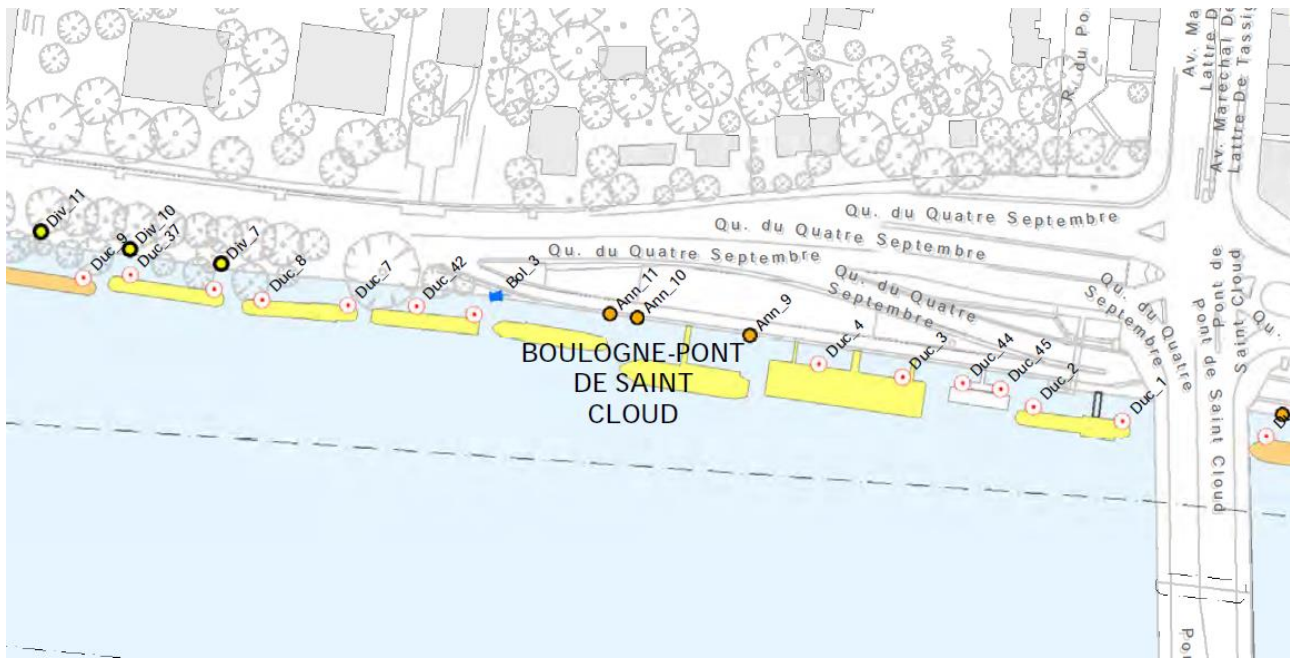 Av. Ma
Lattre D
Av. Marechal De
Lattre De Tassig
Qu. du Quatre Septembre
Qu. du Quatre Septembre
Qu. du Quatre Septembre
Qu. du Quatre
Septembre
Qu. du Quatre
Septembre
Pont de
Saint Cloud
Pont de Saint Cloud
Qu.
Div_11
Duc_9
Div_10
Duc_37
Div_7
Duc_8
Duc_7
Duc_42
Bol_3
Ann_11
Ann_10
Ann_9
Duc_4
Duc_3
Duc_44
Duc_45
Duc_2
Duc_1
BOULOGNE-PONT
DE SAINT
CLOUD